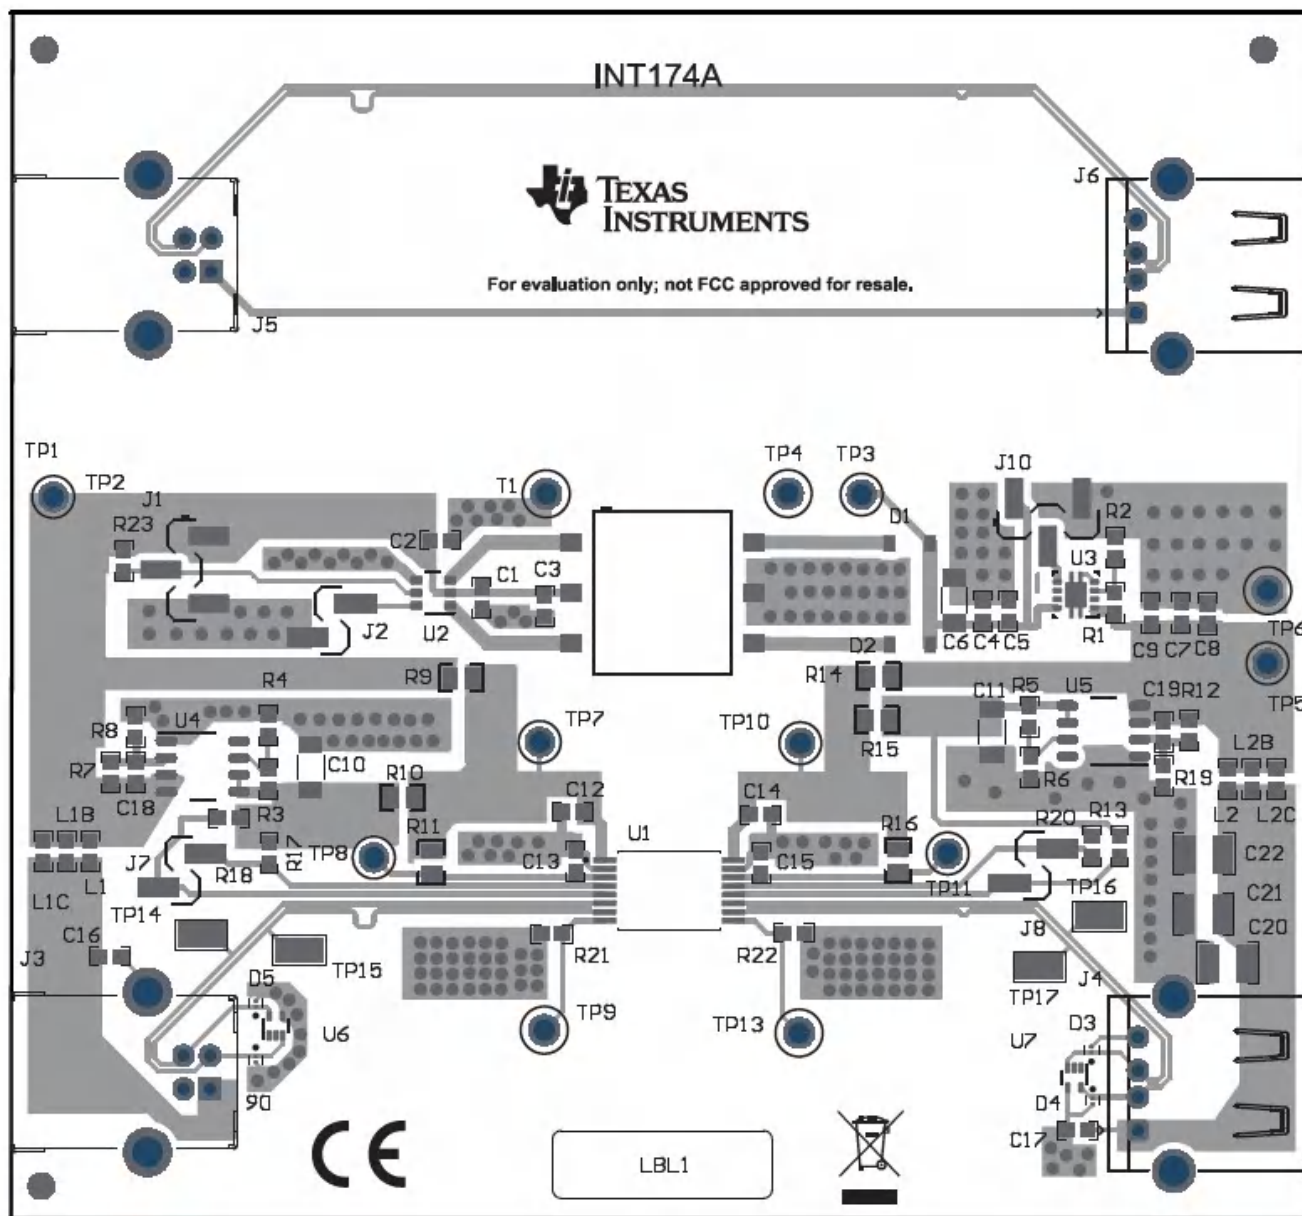 INT174A
J6
TEXAS
INSTRUMENTS
For evaluation only; not FCC approved for resale.
J5
TP1
TP2
J1
T1
TP4
TP3
J10
R23
C2
D1
R2
U3
C1
C3
J2
U2
R1
TP6
C6
C4
C5
C9
C7
C8
D2
R9
R14
R4
TP5
C11
R5
U5
C19
R12
R8
U4
TP7
TP10
R15
L2B
R7
C10
R10
R6
R19
C18
R3
C12
C14
L1B
R11
U1
R16
R20
R13
L2
L2C
J7
R18
R17
TP8
C13
C15
TP11
TP16
C22
L1
L1C
TP14
C21
J8
C16
R21
R22
C20
J3
TP15
D5
TP17
J4
TP9
TP13
U6
U7
D3
D6
D4
C17
CE
LBL1